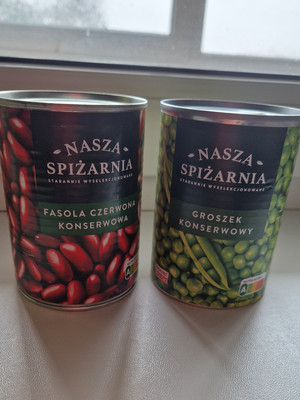 NASZA
SPIŻARNIA
STARANNIE WYSELEKCJONOWANE
FASOLA CZERWONA
KONSERWOWA
A
NASZA
SPIŻARNIA
STARANNIE WYSELEKCJONOWANE
GROSZEK
KONSERWOWY